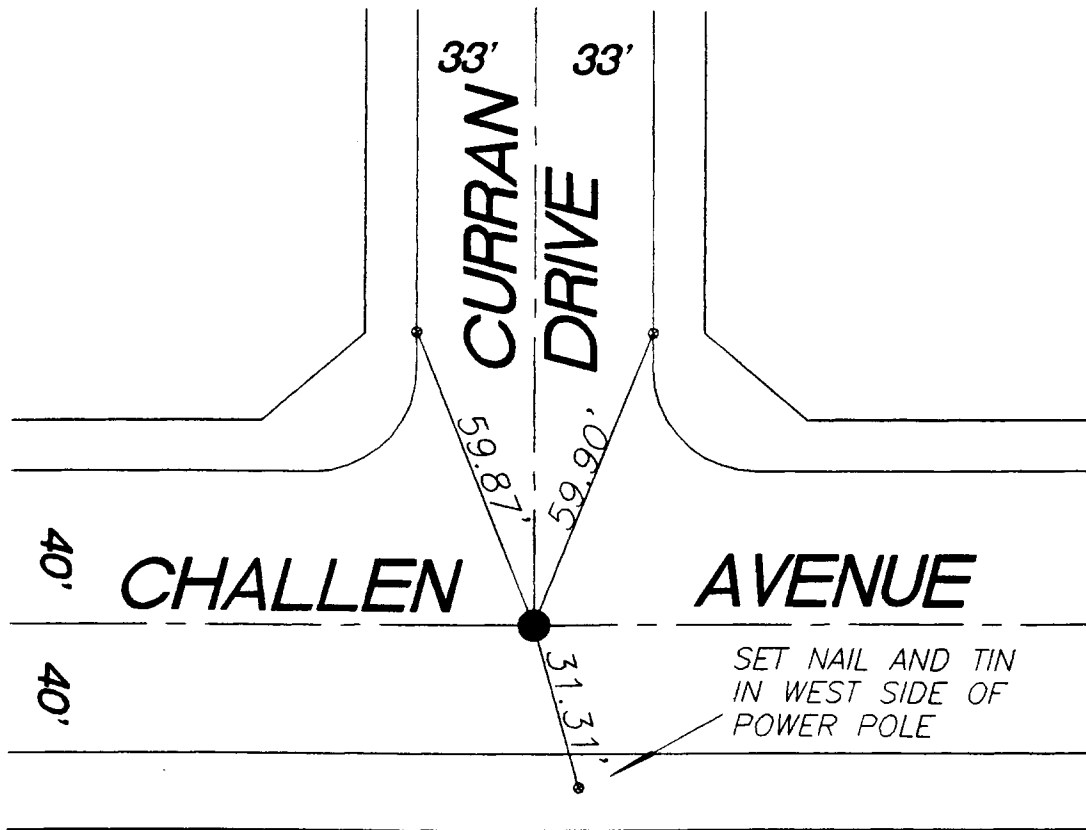 33'
33'
CURRAN
DRIVE
59.87'
59.90'
40'
CHALLEN
AVENUE
40'
31.31'
SET NAIL AND TIN
IN WEST SIDE OF
POWER POLE